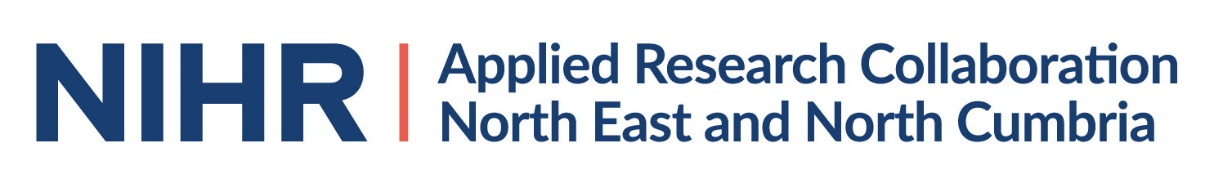 NIHR
Applied Research Collaboration
North East and North Cumbria